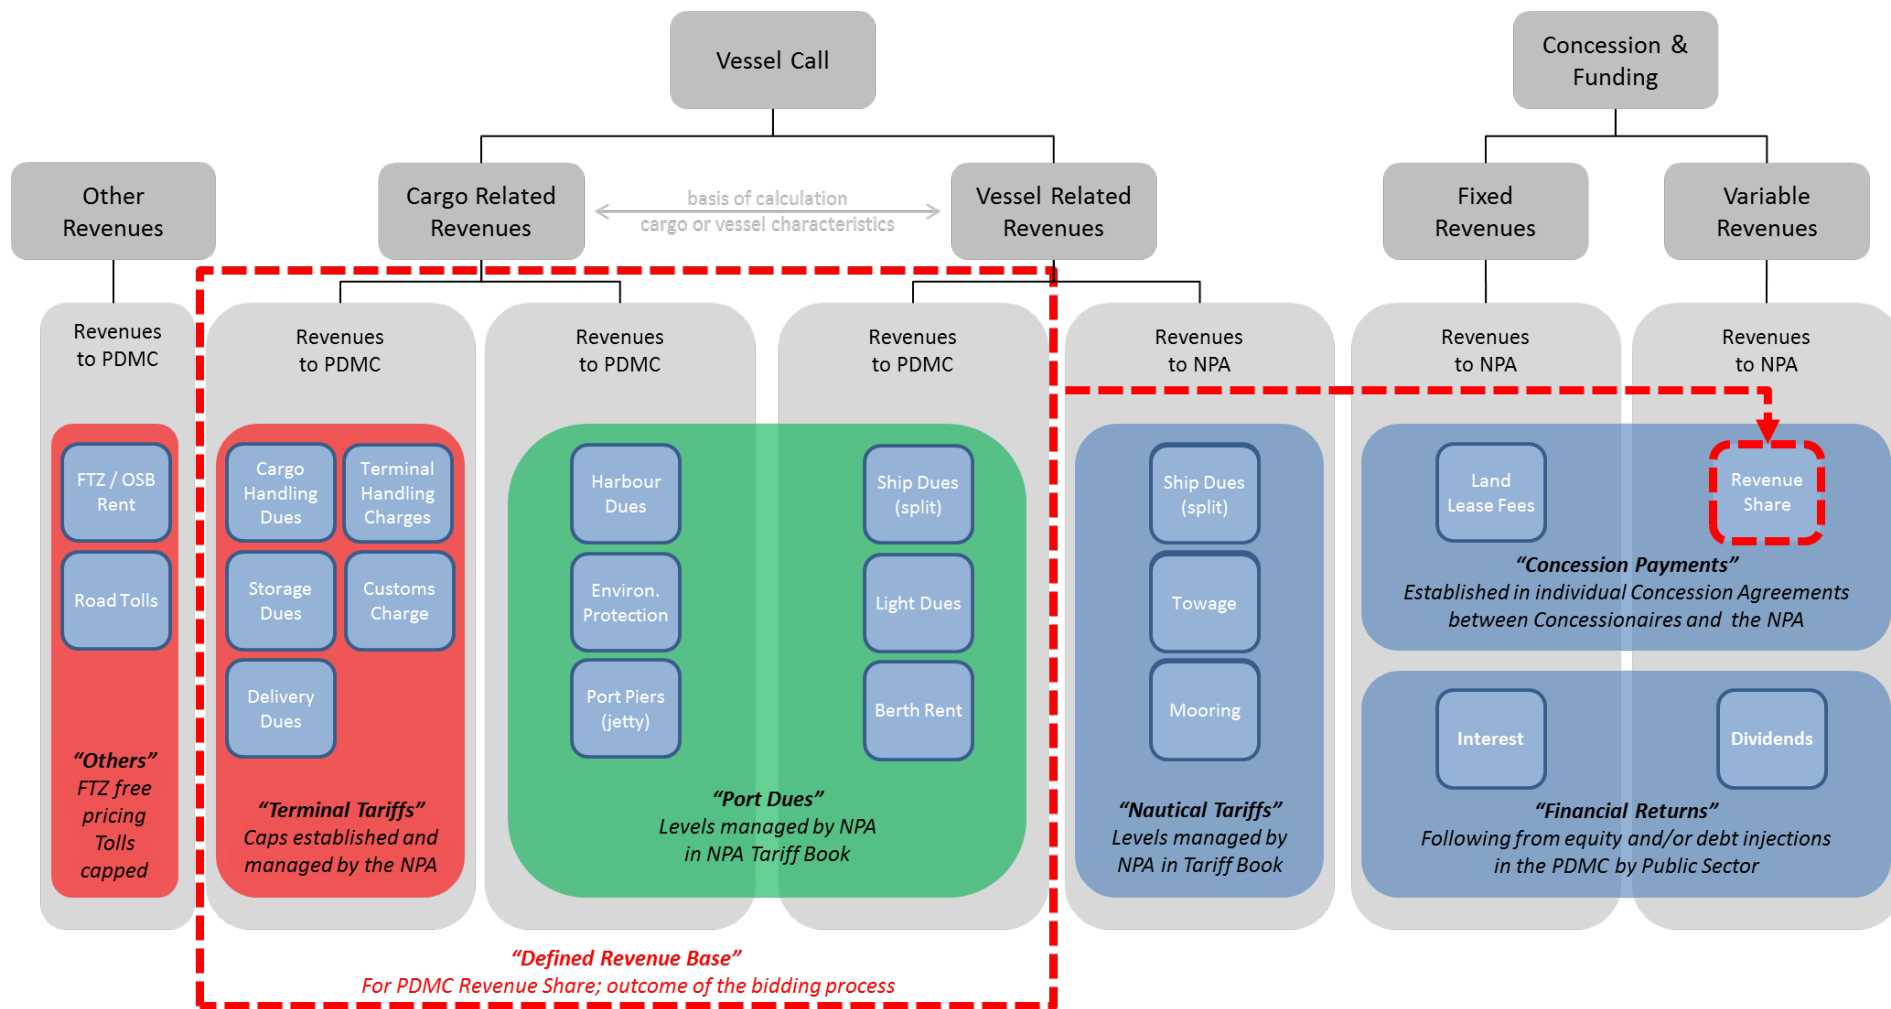 Vessel Call
Concession &
Funding
Other
Revenues
Cargo Related
Revenues
basis of calculation
cargo or vessel characteristics
Vessel Related
Revenues
Fixed
Revenues
Variable
Revenues
Revenues
to PDMC
Revenues
to PDMC
Revenues
to PDMC
Revenues
to PDMC
Revenues
to NPA
Revenues
to NPA
Revenues
to NPA
FTZ / OSB
Rent
Road Tolls
“Others”
FTZ free
pricing
Tolls
capped
Cargo
Handling
Dues
Terminal
Handling
Charges
Storage
Dues
Customs
Charge
Delivery
Dues
“Terminal Tariffs”
Caps established and
managed by the NPA
Harbour
Dues
Ship Dues
(split)
Environ.
Protection
Light Dues
Port Piers
(jetty)
Berth Rent
“Port Dues”
Levels managed by NPA
in NPA Tariff Book
Ship Dues
(split)
Towage
Mooring
“Nautical Tariffs”
Levels managed by
NPA in Tariff Book
Land
Lease Fees
Revenue
Share
“Concession Payments”
Established in individual Concession Agreements
between Concessionaires and the NPA
Interest
Dividends
“Financial Returns”
Following from equity and/or debt injections
in the PDMC by Public Sector
“Defined Revenue Base”
For PDMC Revenue Share; outcome of the bidding process